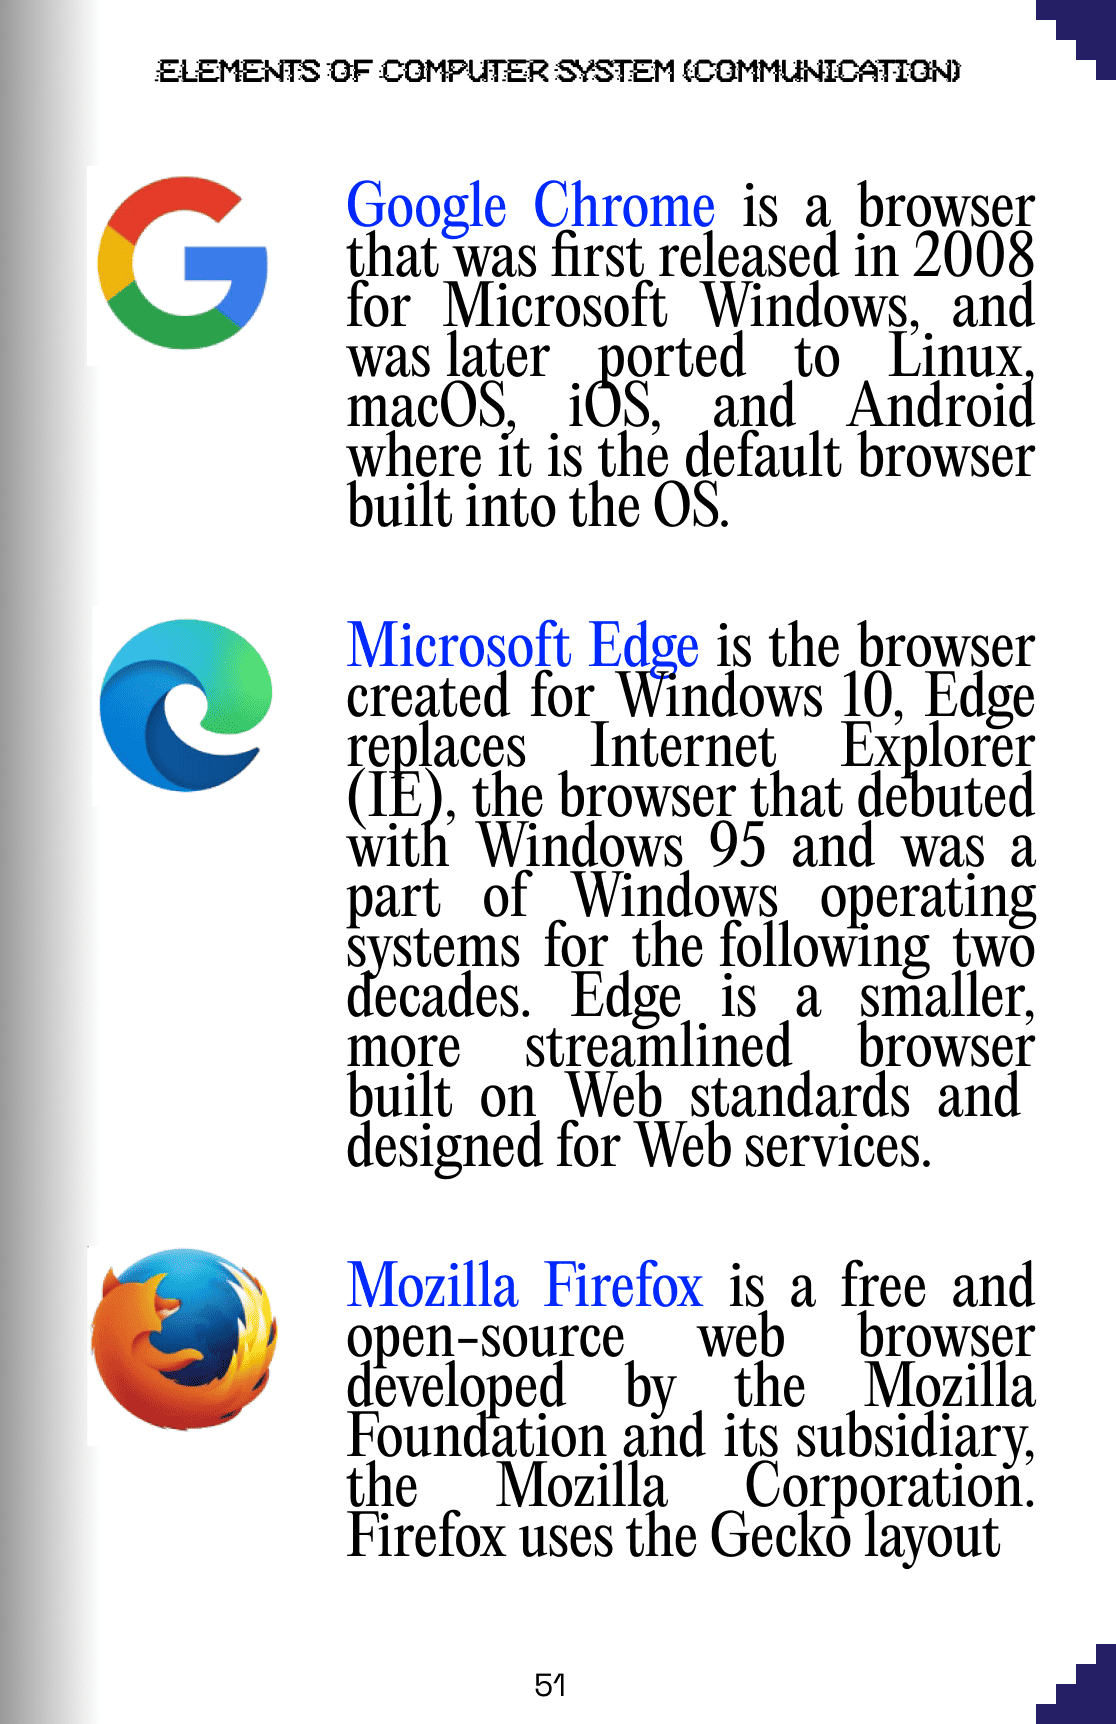 ELEMENTS OF COMPUTER SYSTEM (COMMUNICATION)
Google Chrome is a browser
that was first released in 2008
for Microsoft Windows, and
was later ported to Linux,
macOS, iOS, and Android
where it is the default browser
built into the OS.
Microsoft Edge is the browser
created for Windows 10, Edge
replaces Internet Explorer
(IE), the browser that debuted
with Windows 95 and was a
part of Windows operating
systems for the following two
decades. Edge is a smaller,
more streamlined browser
built on Web standards and
designed for Web services.
Mozilla Firefox is a free and
open-source web browser
developed by the Mozilla
Foundation and its subsidiary,
the Mozilla Corporation.
Firefox uses the Gecko layout
51